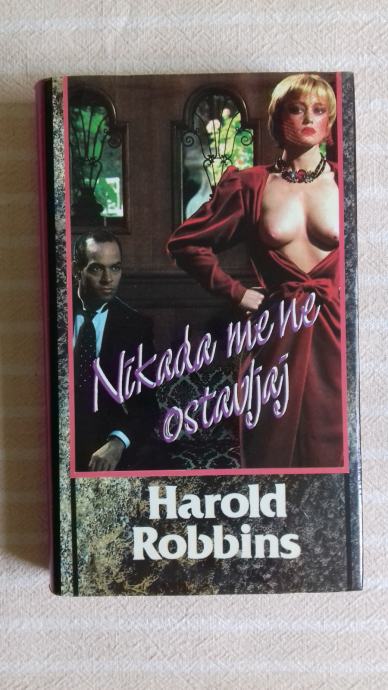 Nikada me ne
ostavljaj
Harold
Robbins